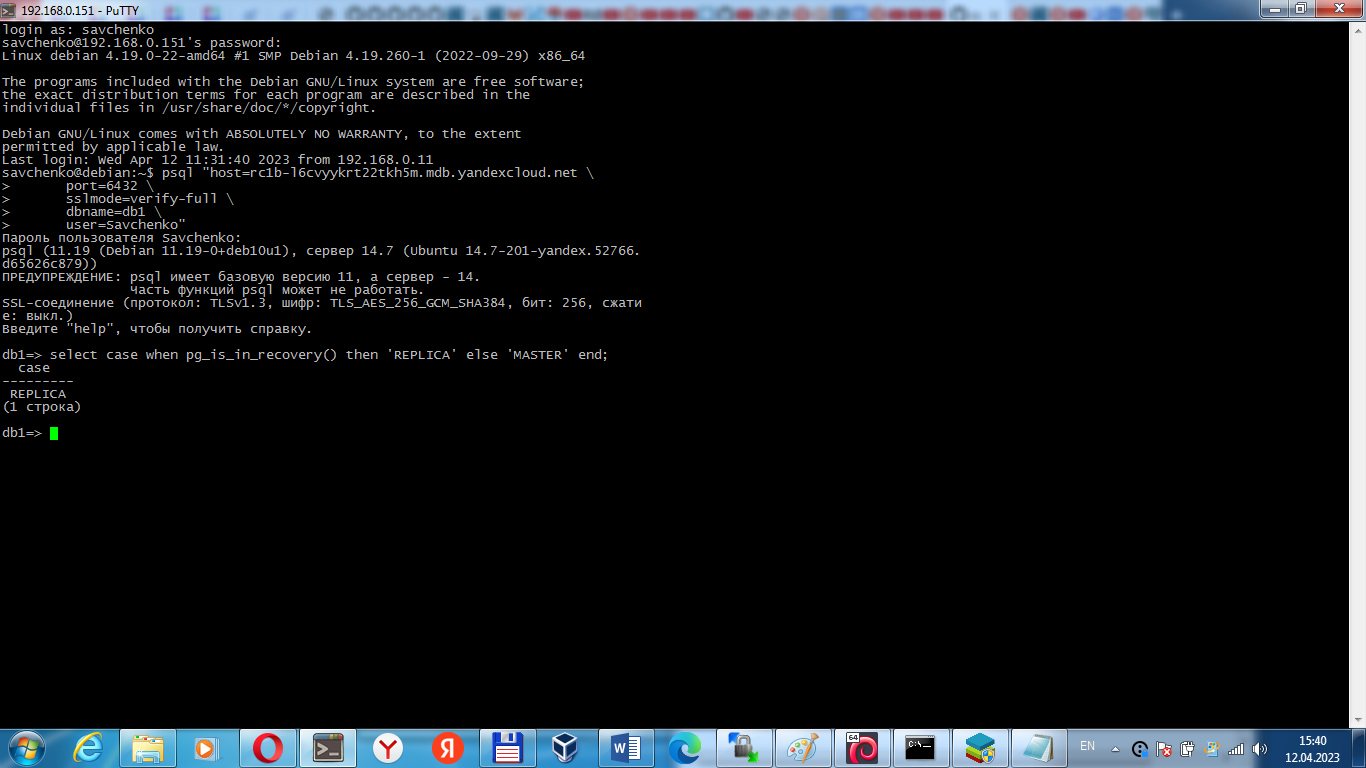 192.168.0.151 - PuTTY
login as: savchenko
savchenko@192.168.0.151's password:
Linux debian 4.19.0-22-amd64 #1 SMP Debian 4.19.260-1 (2022-09-29) x86_64
The programs included with the Debian GNU/Linux system are free software;
the exact distribution terms for each program are described in the
individual files in /usr/share/doc/*/copyright.
Debian GNU/Linux comes with ABSOLUTELY NO WARRANTY, to the extent
permitted by applicable law.
Last login: Wed Apr 12 11:31:40 2023 from 192.168.0.11
savchenko@debian:~$ psql "host=rc1b-l6cvyykrt22tkh5m.mdb.yandexcloud.net \
>       port=6432 \
>       sslmode=verify-full \
>       dbname=db1 \
>       user=Savchenko"
Пароль пользователя Savchenko:
psql (11.19 (Debian 11.19-0+deb10u1), сервер 14.7 (Ubuntu 14.7-201-yandex.52766.
d65626c879))
ПРЕДУПРЕЖДЕНИЕ: psql имеет базовую версию 11, а сервер - 14.
                Часть функций psql может не работать.
SSL-соединение (протокол: TLSv1.3, шифр: TLS_AES_256_GCM_SHA384, бит: 256, сжати
е: выкл.)
Введите "help", чтобы получить справку.
db1=> select case when pg_is_in_recovery() then 'REPLICA' else 'MASTER' end;
  case
---------
 REPLICA
(1 строка)
db1=>
64
C:\_
EN
15:40
12.04.2023